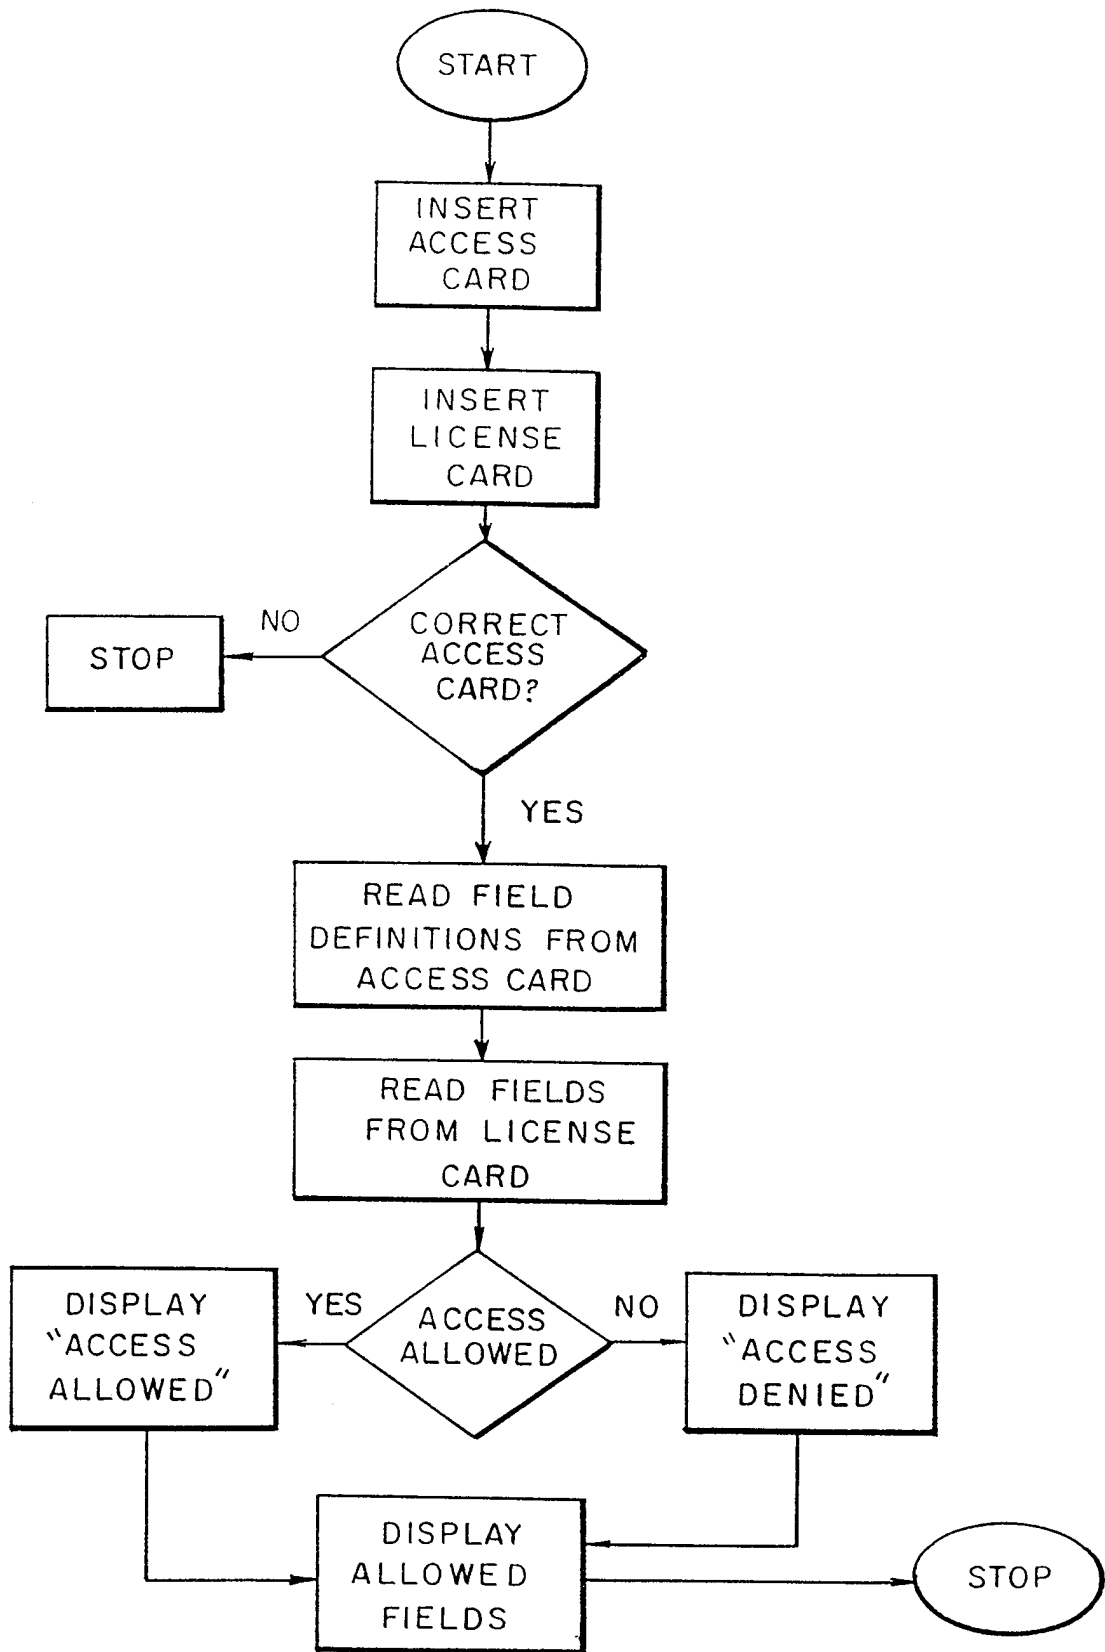 START
INSERT
ACCESS
CARD
INSERT
LICENSE
CARD
NO
CORRECT
ACCESS
CARD?
STOP
YES
READ FIELD
DEFINITIONS FROM
ACCESS CARD
READ FIELDS
FROM LICENSE
CARD
DISPLAY
"ACCESS
ALLOWED"
YES
ACCESS
ALLOWED
NO
DISPLAY
"ACCESS
DENIED"
DISPLAY
ALLOWED
FIELDS
STOP